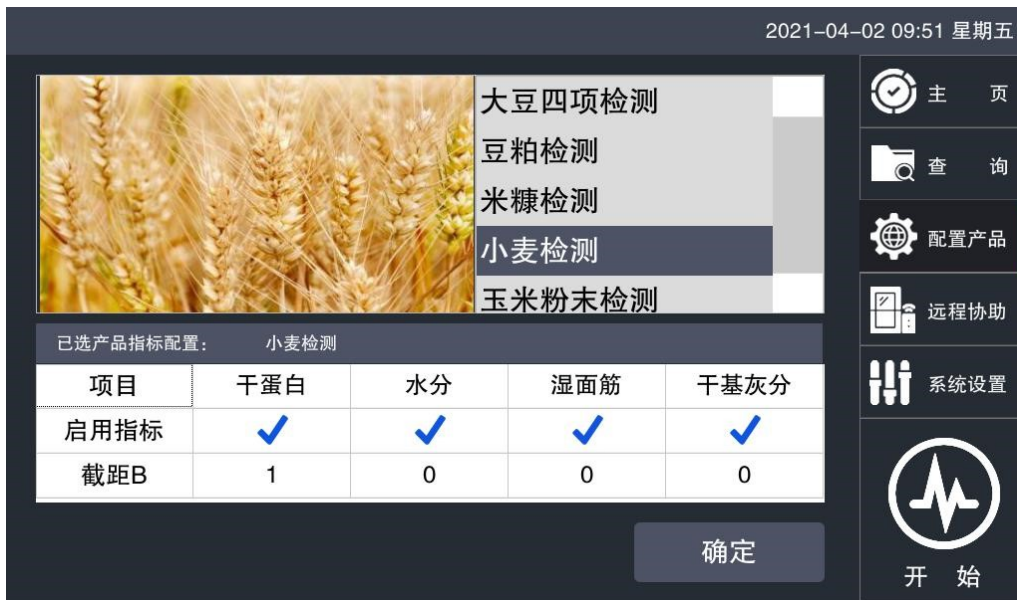 2021-04-02 09:51 星期五
大豆四项检测
豆粕检测
米糠检测
小麦检测
玉米粉末检测
已选产品指标配置: 小麦检测
项目 干蛋白 水分 湿面筋 干基灰分
启用指标
截距B 1 0 0 0
确定
主 页
查 询
配置产品
远程协助
系统设置
开 始